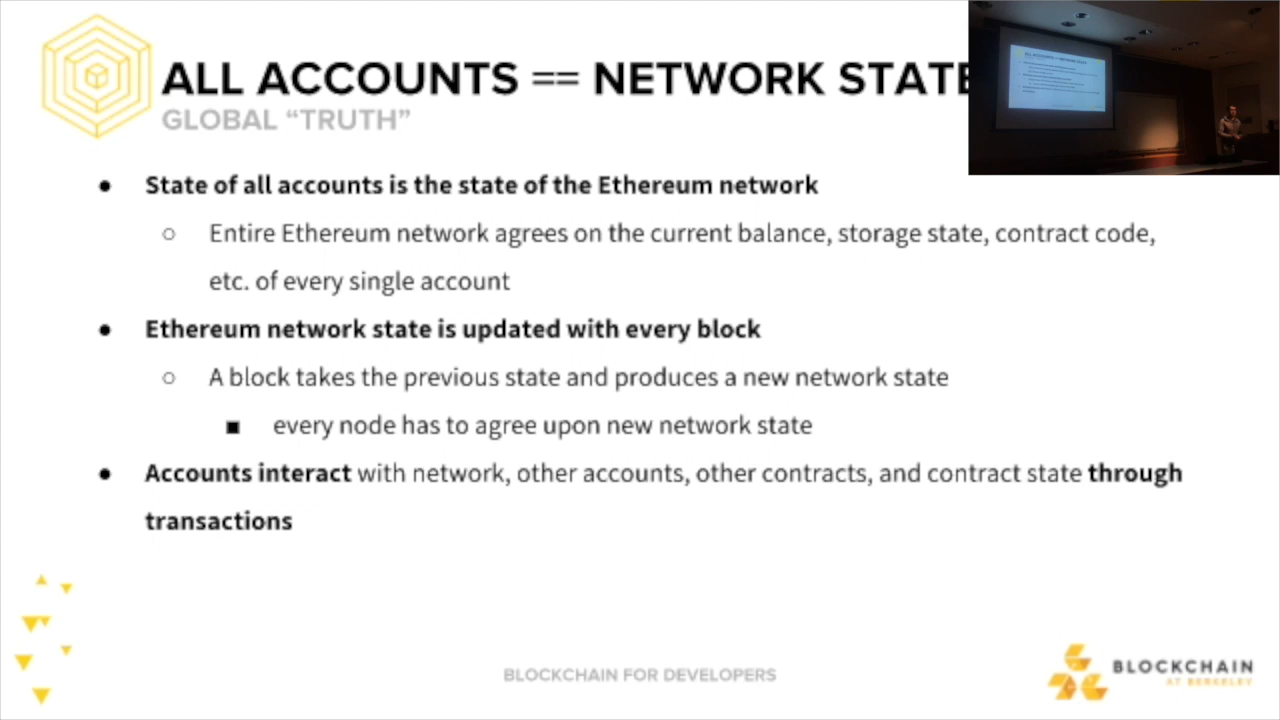 ALL ACCOUNTS == NETWORK STATE
GLOBAL “TRUTH”
● State of all accounts is the state of the Ethereum network
○ Entire Ethereum network agrees on the current balance, storage state, contract code,
etc. of every single account
● Ethereum network state is updated with every block
○ A block takes the previous state and produces a new network state
■ every node has to agree upon new network state
● Accounts interact with network, other accounts, other contracts, and contract state through
transactions
BLOCKCHAIN FOR DEVELOPERS
BLOCKCHAIN
AT BERKELEY